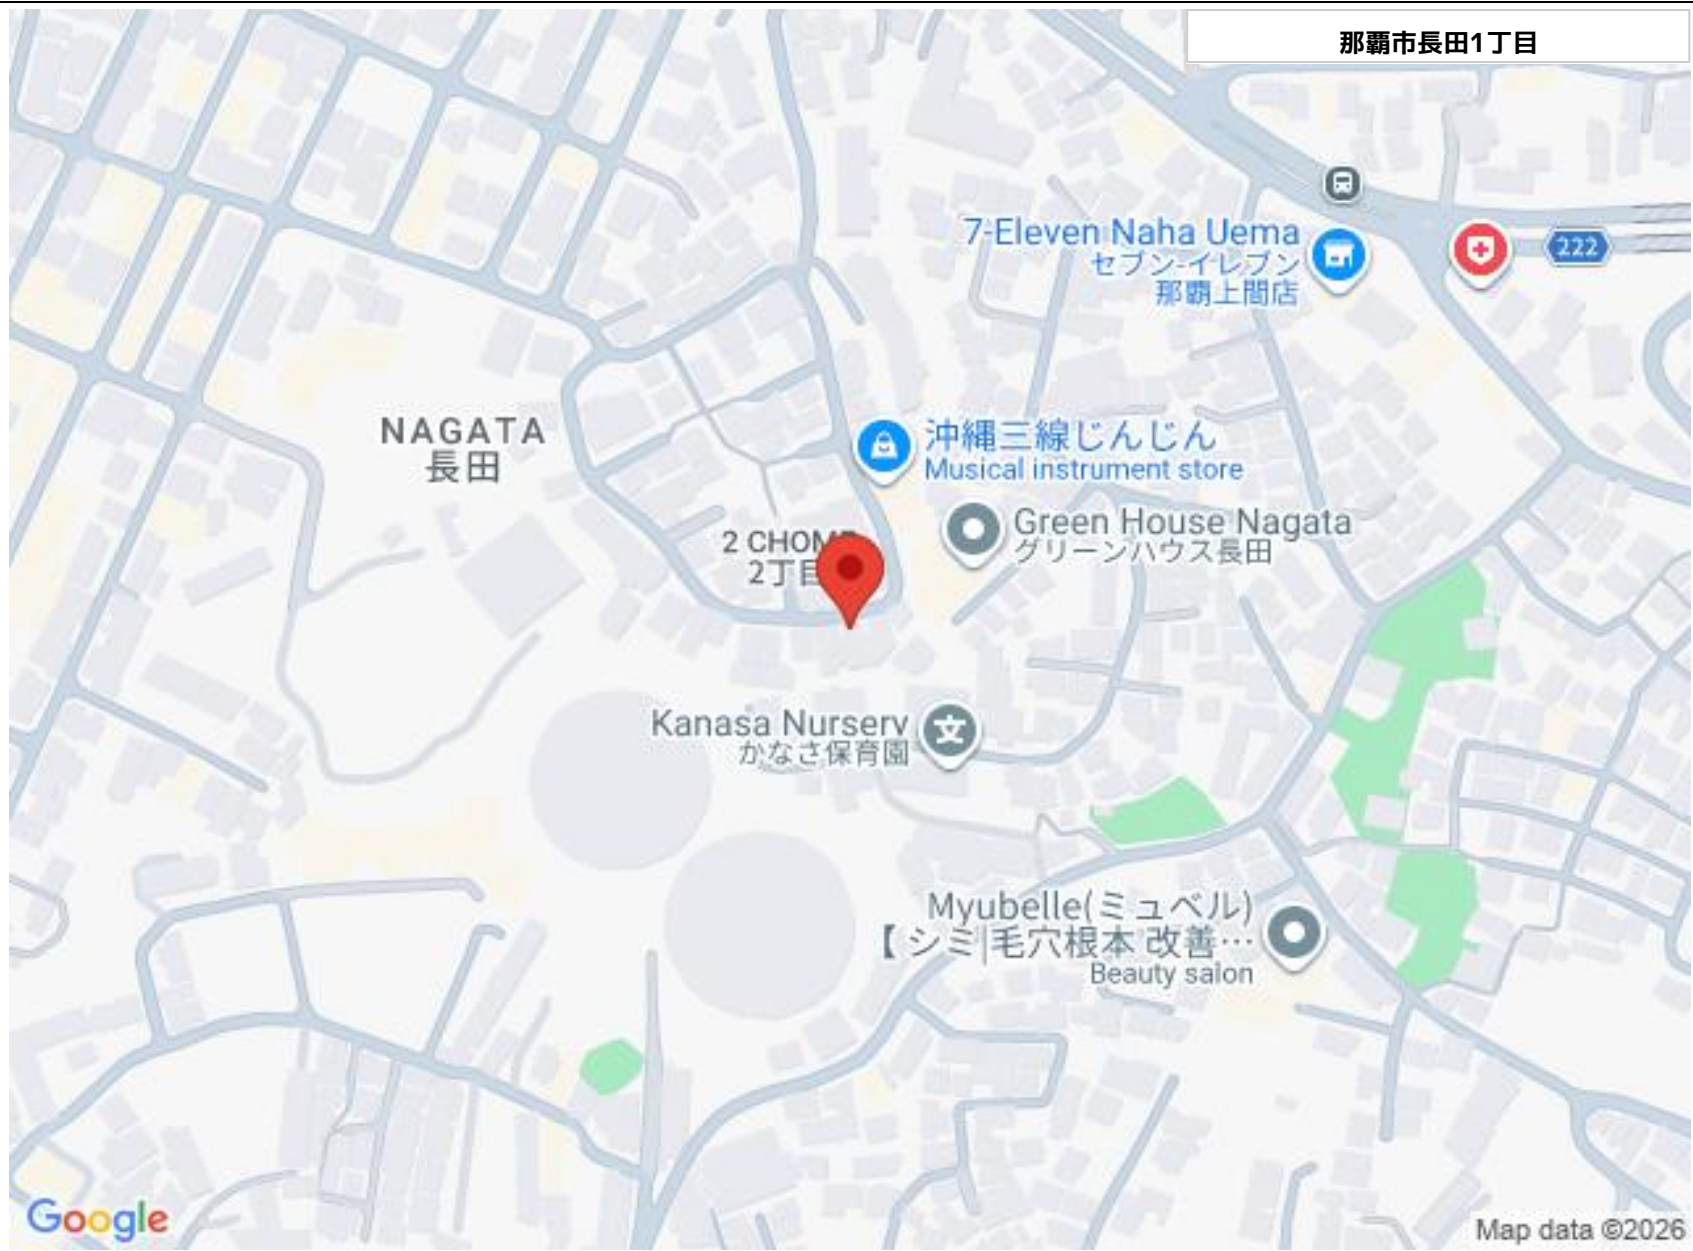 那覇市長田1丁目
7-Eleven Naha Uema
セブン-イレブン
那覇上間店
222
NAGATA
長田
沖縄三線じんじん
Musical instrument store
Green House Nagata
グリーンハウス長田
2 CHOME
2丁目
Kanasa Nursery
かなさ保育園
文
Myubelle(ミュベル)
【 シミ|毛穴根本 改善…
Beauty salon
Google
Map data ©2026